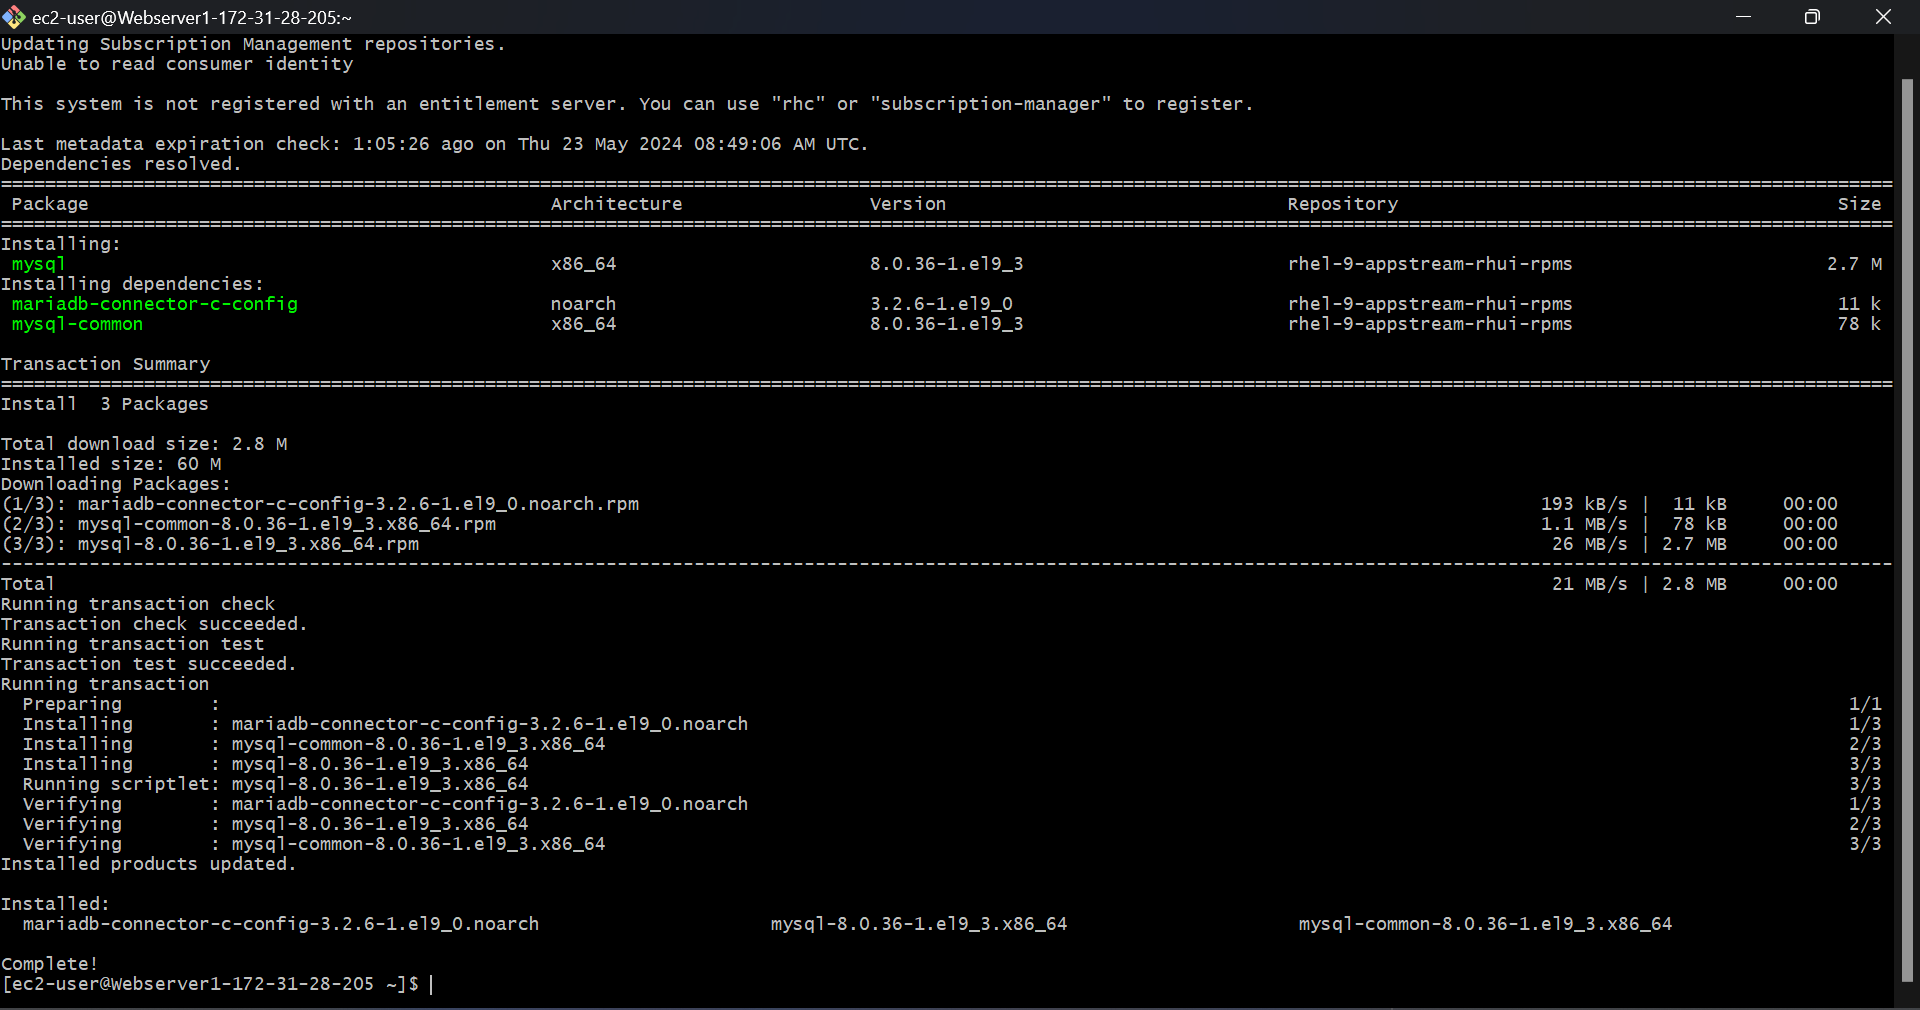 ec2-user@Webserver1-172-31-28-205:~
Updating Subscription Management repositories.
Unable to read consumer identity
This system is not registered with an entitlement server. You can use "rhc" or "subscription-manager" to register.
Last metadata expiration check: 1:05:26 ago on Thu 23 May 2024 08:49:06 AM UTC.
Dependencies resolved.
================================================================================
Package Architecture Version Repository Size
================================================================================
Installing:
mysql x86_64 8.0.36-1.el9_3 rhel-9-appstream-rhui-rpms 2.7 M
Installing dependencies:
mariadb-connector-c-config noarch 3.2.6-1.el9_0 rhel-9-appstream-rhui-rpms 11 k
mysql-common x86_64 8.0.36-1.el9_3 rhel-9-appstream-rhui-rpms 78 k
Transaction Summary
================================================================================
Install 3 Packages
Total download size: 2.8 M
Installed size: 60 M
Downloading Packages:
(1/3): mariadb-connector-c-config-3.2.6-1.el9_0.noarch.rpm 193 kB/s | 11 kB 00:00
(2/3): mysql-common-8.0.36-1.el9_3.x86_64.rpm 1.1 MB/s | 78 kB 00:00
(3/3): mysql-8.0.36-1.el9_3.x86_64.rpm 26 MB/s | 2.7 MB 00:00
--------------------------------------------------------------------------------
Total 21 MB/s | 2.8 MB 00:00
Running transaction check
Transaction check succeeded.
Running transaction test
Transaction test succeeded.
Running transaction
Preparing : 1/1
Installing : mariadb-connector-c-config-3.2.6-1.el9_0.noarch 1/3
Installing : mysql-common-8.0.36-1.el9_3.x86_64 2/3
Installing : mysql-8.0.36-1.el9_3.x86_64 3/3
Running scriptlet: mysql-8.0.36-1.el9_3.x86_64 3/3
Verifying : mariadb-connector-c-config-3.2.6-1.el9_0.noarch 1/3
Verifying : mysql-8.0.36-1.el9_3.x86_64 2/3
Verifying : mysql-common-8.0.36-1.el9_3.x86_64 3/3
Installed products updated.
Installed:
mariadb-connector-c-config-3.2.6-1.el9_0.noarch mysql-8.0.36-1.el9_3.x86_64 mysql-common-8.0.36-1.el9_3.x86_64
Complete!
[ec2-user@Webserver1-172-31-28-205 ~]$